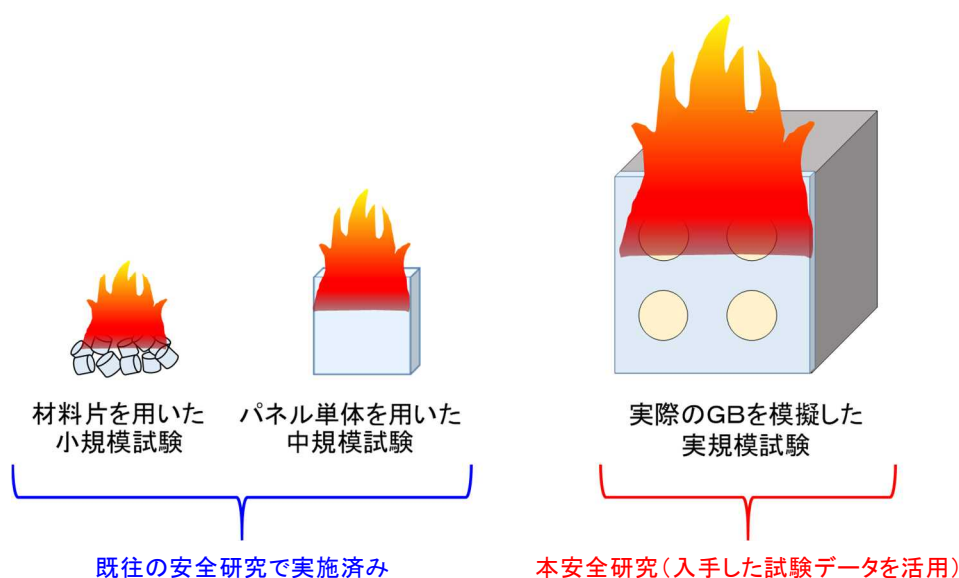 材料片を用いた
小規模試験
パネル単体を用いた
中規模試験
実際のGBを模擬した
実規模試験
既往の安全研究で実施済み
本安全研究(入手した試験データを活用)